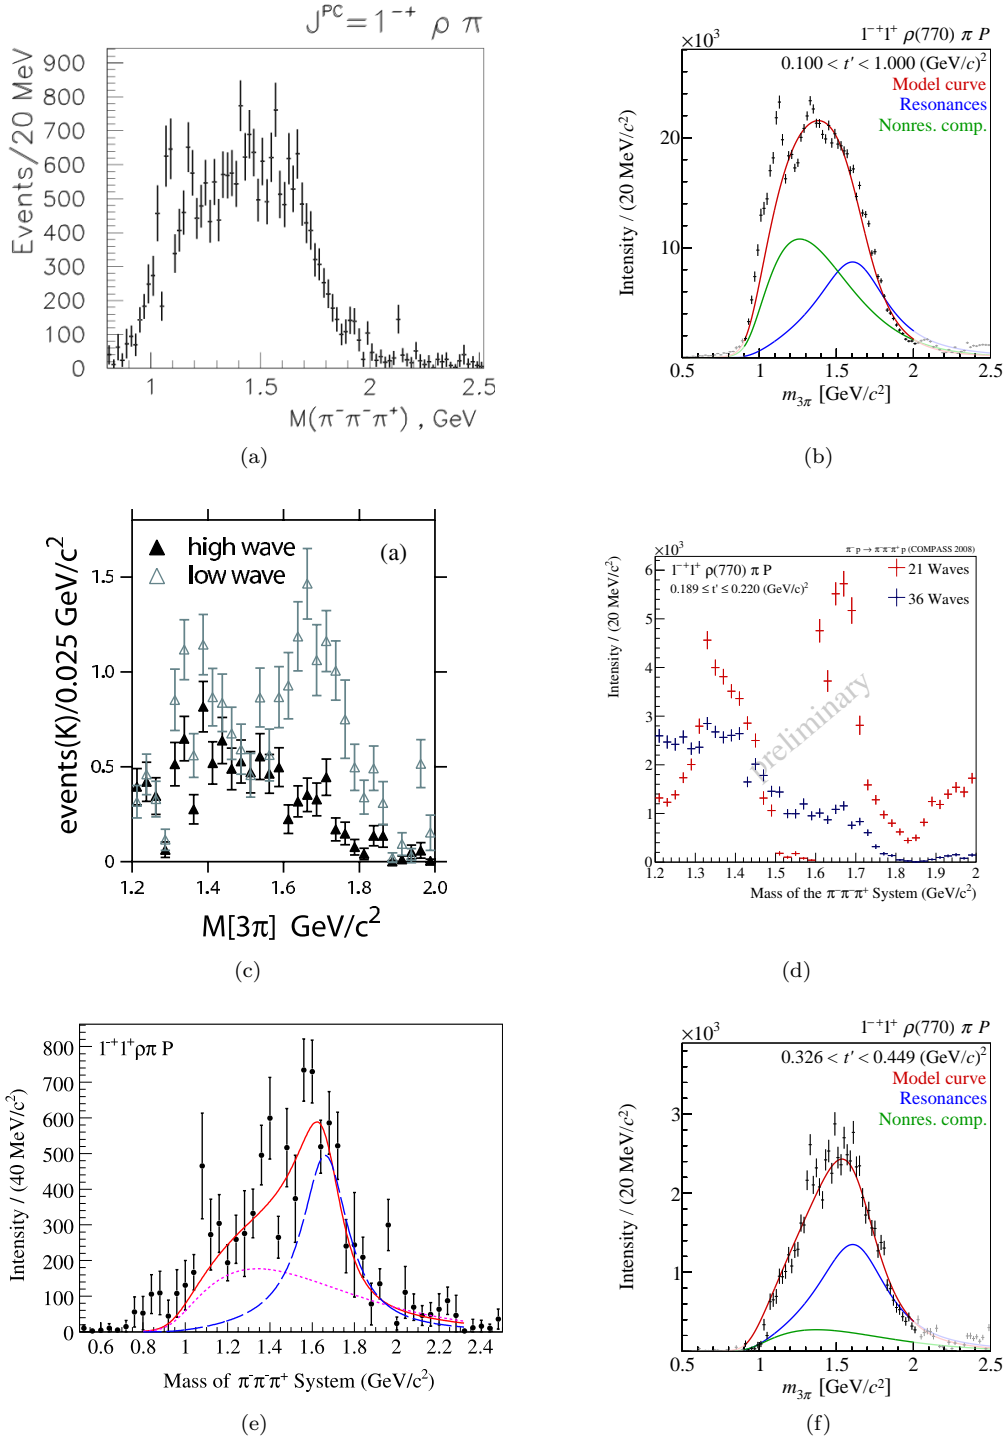 J^PC = 1^-+ ρ π
Events/20 MeV
900
800
700
600
500
400
300
200
100
0
1
1.5
2
2.5
M(π⁻π⁻π⁺) , GeV
(a)
×10³
1⁻⁺1⁺ ρ(770) π P
0.100 < t′ < 1.000 (GeV/c)²
Model curve
Resonances
Nonres. comp.
Intensity / (20 MeV/c²)
20
10
0.5
1
1.5
2
2.5
m₃π [GeV/c²]
(b)
high wave
low wave
(a)
events(K)/0.025 GeV/c²
1.5
1.0
0.5
0
1.2
1.4
1.6
1.8
2.0
M[3π] GeV/c²
(c)
×10³
π⁻ p → π⁻π⁻π⁺ p (COMPASS 2008)
1⁻⁺1⁺ ρ(770) π P
0.189 ≤ t' ≤ 0.220 (GeV/c)²
21 Waves
36 Waves
preliminary
Intensity / (20 MeV/c²)
6
5
4
3
2
1
0
1.2
1.3
1.4
1.5
1.6
1.7
1.8
1.9
2
Mass of the π⁻π⁻π⁺ System (GeV/c²)
(d)
1⁻⁺1⁺ρπ P
Intensity / (40 MeV/c²)
800
700
600
500
400
300
200
100
0
0.6
0.8
1
1.2
1.4
1.6
1.8
2
2.2
2.4
Mass of π⁻π⁻π⁺ System (GeV/c²)
(e)
×10³
1⁻⁺1⁺ ρ(770) π P
0.326 < t′ < 0.449 (GeV/c)²
Model curve
Resonances
Nonres. comp.
Intensity / (20 MeV/c²)
3
2
1
0.5
1
1.5
2
2.5
m₃π [GeV/c²]
(f)